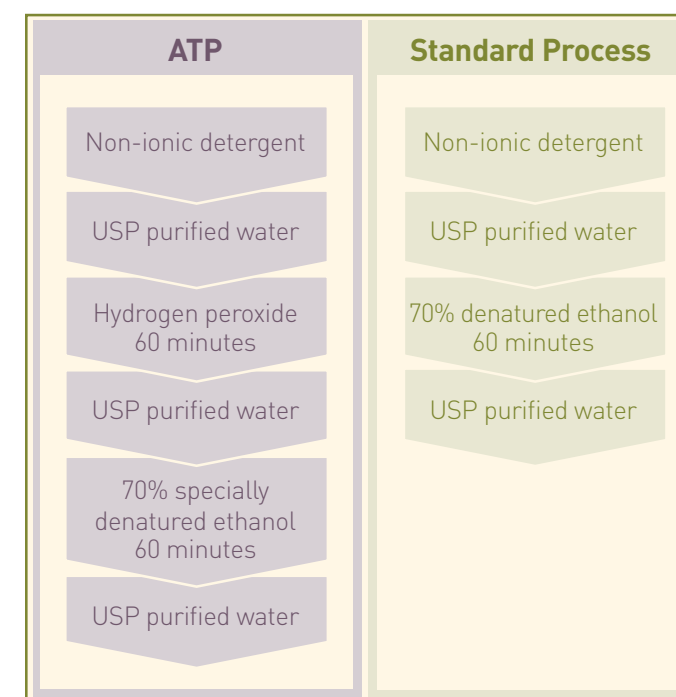 ATP
Non-ionic detergent
USP purified water
Hydrogen peroxide
60 minutes
USP purified water
70% specially
denatured ethanol
60 minutes
USP purified water
Standard Process
Non-ionic detergent
USP purified water
70% denatured ethanol
60 minutes
USP purified water